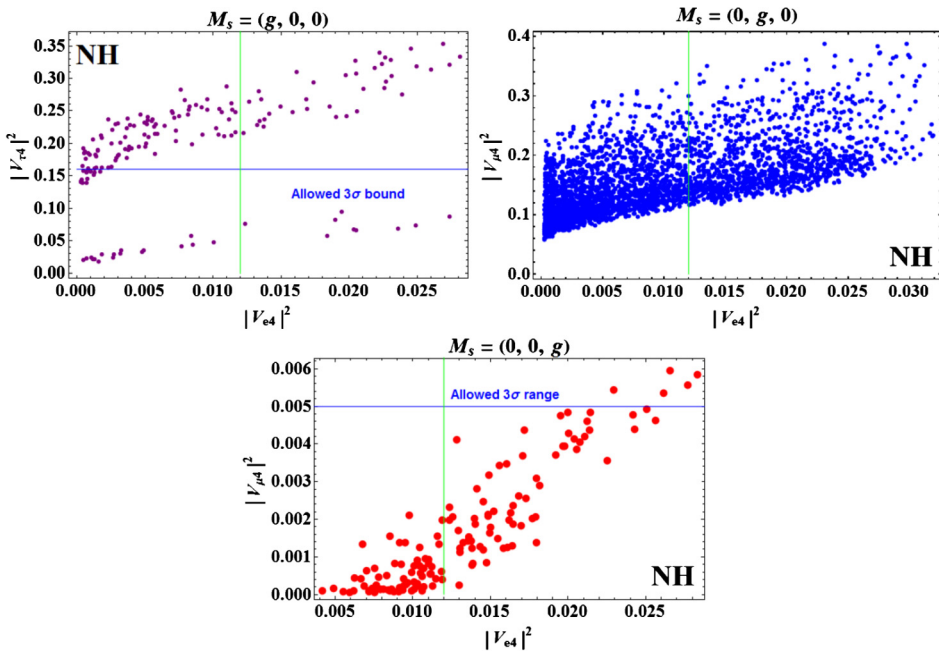 M_s = (g, 0, 0)
NH
0.35
0.30
0.25
0.20
0.15
0.10
0.05
0.00
|V_τ4|^2
Allowed 3σ bound
0.000 0.005 0.010 0.015 0.020 0.025
|V_e4|^2
M_s = (0, g, 0)
0.4
0.3
0.2
0.1
0.0
|V_μ4|^2
NH
0.000 0.005 0.010 0.015 0.020 0.025 0.030
|V_e4|^2
M_s = (0, 0, g)
0.006
0.005
0.004
0.003
0.002
0.001
0.000
|V_μ4|^2
Allowed 3σ range
NH
0.005 0.010 0.015 0.020 0.025
|V_e4|^2